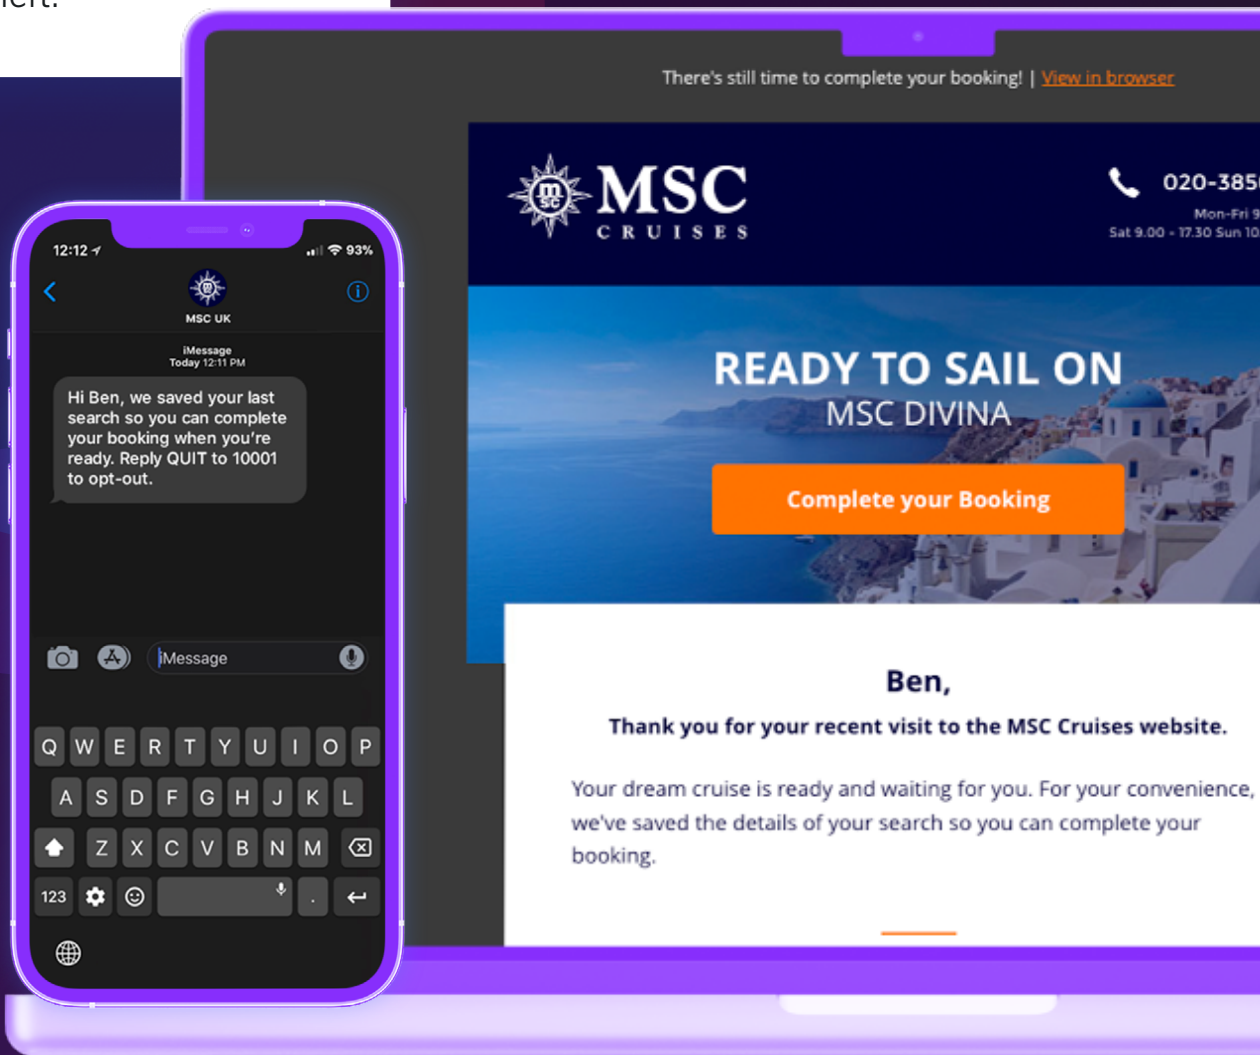 There's still time to complete your booking! | View in browser
MSC
CRUISES
020-385
Mon-Fri 9
Sat 9.00 - 17.30 Sun 10.
READY TO SAIL ON
MSC DIVINA
Complete your Booking
Ben,
Thank you for your recent visit to the MSC Cruises website.
Your dream cruise is ready and waiting for you. For your convenience,
we've saved the details of your search so you can complete your
booking.
12:12
93%
MSC UK
iMessage
Today 12:11 PM
Hi Ben, we saved your last
search so you can complete
your booking when you're
ready. Reply QUIT to 10001
to opt-out.
iMessage
Q W E R T Y U I O P
A S D F G H J K L
Z X C V B N M
123 .